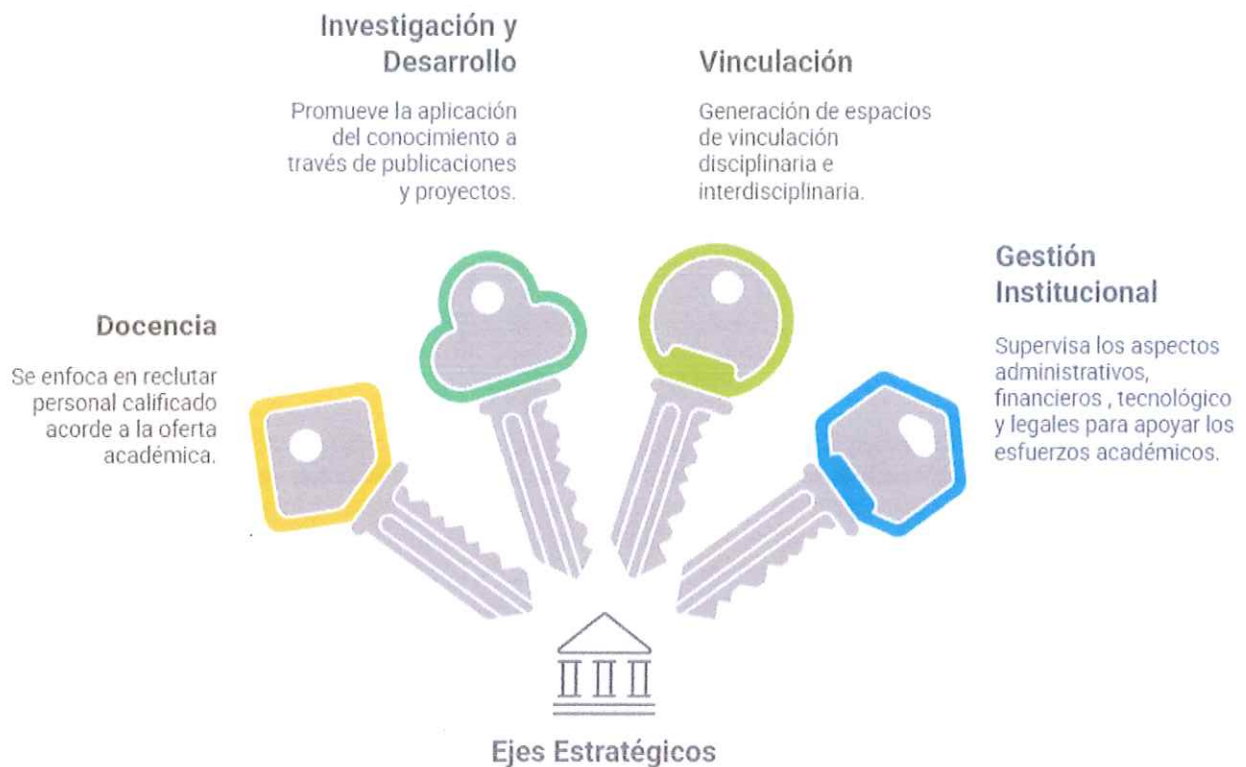 Investigación y
Desarrollo
Promueve la aplicación
del conocimiento a
través de publicaciones
y proyectos.
Vinculación
Generación de espacios
de vinculación
disciplinaria e
interdisciplinaria.
Docencia
Se enfoca en reclutar
personal calificado
acorde a la oferta
académica.
Gestión
Institucional
Supervisa los aspectos
administrativos,
financieros , tecnológico
y legales para apoyar los
esfuerzos académicos.
Ejes Estratégicos